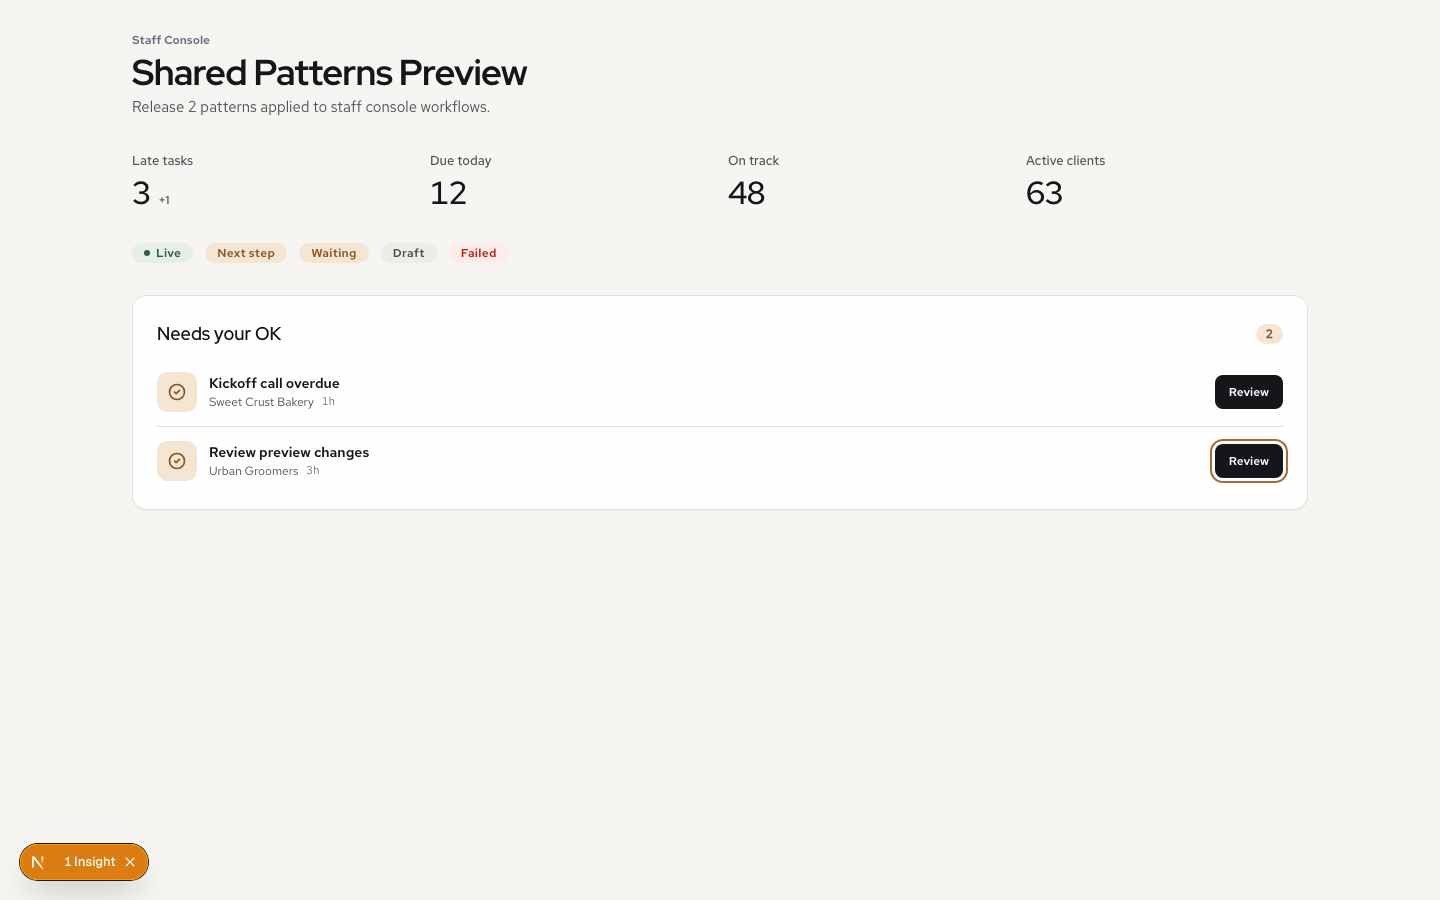 Staff Console
Shared Patterns Preview
Release 2 patterns applied to staff console workflows.
Late tasks
3 +1
Due today
12
On track
48
Active clients
63
Live
Next step
Waiting
Draft
Failed
Needs your OK
2
Kickoff call overdue
Sweet Crust Bakery 1h
Review
Review preview changes
Urban Groomers 3h
Review
N 1 Insight